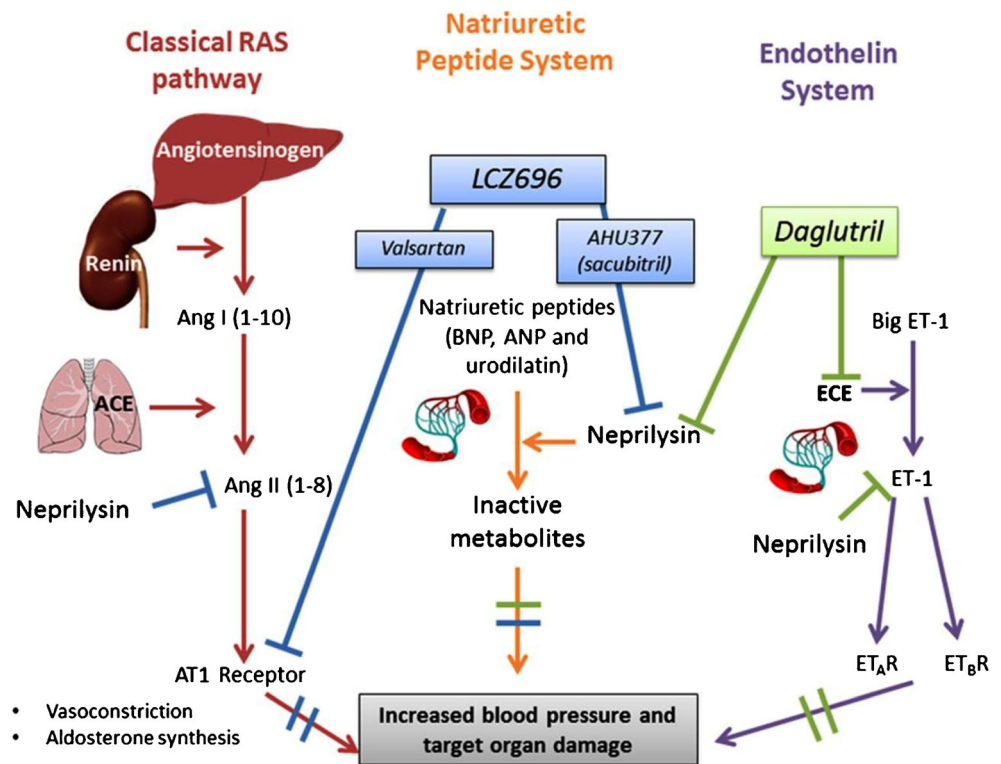 Classical RAS
pathway
Natriuretic
Peptide System
Endothelin
System
Angiotensinogen
Renin
Ang I (1-10)
ACE
Neprilysin
Ang II (1-8)
AT1 Receptor
• Vasoconstriction
• Aldosterone synthesis
LCZ696
Valsartan
AHU377
(sacubitril)
Natriuretic peptides
(BNP, ANP and
urodilatin)
Neprilysin
Inactive
metabolites
Daglutril
Big ET-1
ECE
ET-1
Neprilysin
ETAR
ETBR
Increased blood pressure and
target organ damage